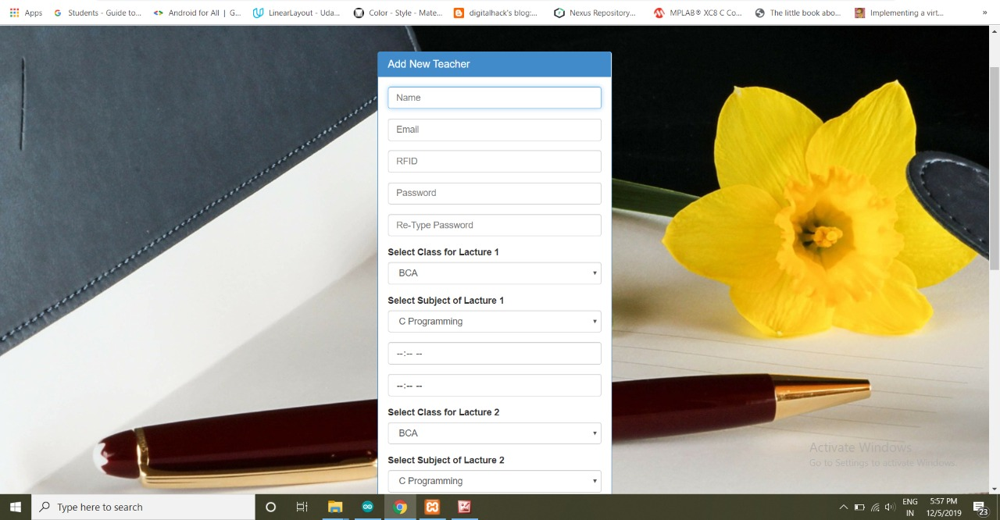 Apps Students - Guide to... Android for All | G... LinearLayout - Uda... Color - Style - Mate... digitalhack's blog:... Nexus Repository... MPLAB® XC8 C Co... The little book abo... Implementing a virt... »
Add New Teacher
Name
Email
RFID
Password
Re-Type Password
Select Class for Lacture 1
BCA
Select Subject of Lacture 1
C Programming
--:-- --
--:-- --
Select Class for Lacture 2
BCA
Select Subject of Lacture 2
C Programming
Activate Windows
Go to Settings to activate Windows.
Type here to search
ENG
IN
5:57 PM
12/5/2019
23